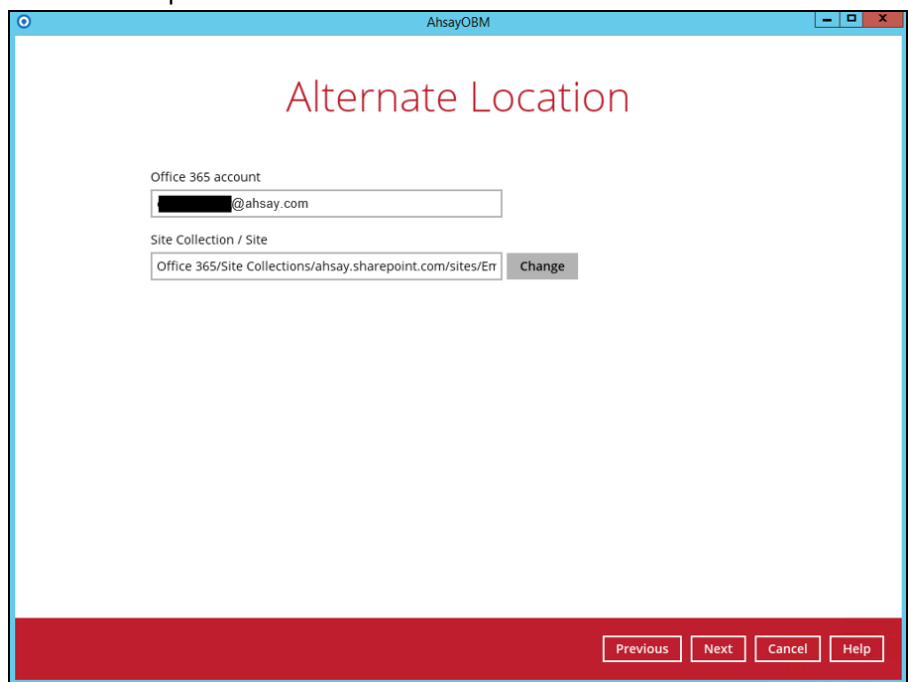 AhsayOBM
Alternate Location
Office 365 account
@ahsay.com
Site Collection / Site
Office 365/Site Collections/ahsay.sharepoint.com/sites/Em
Change
Previous Next Cancel Help